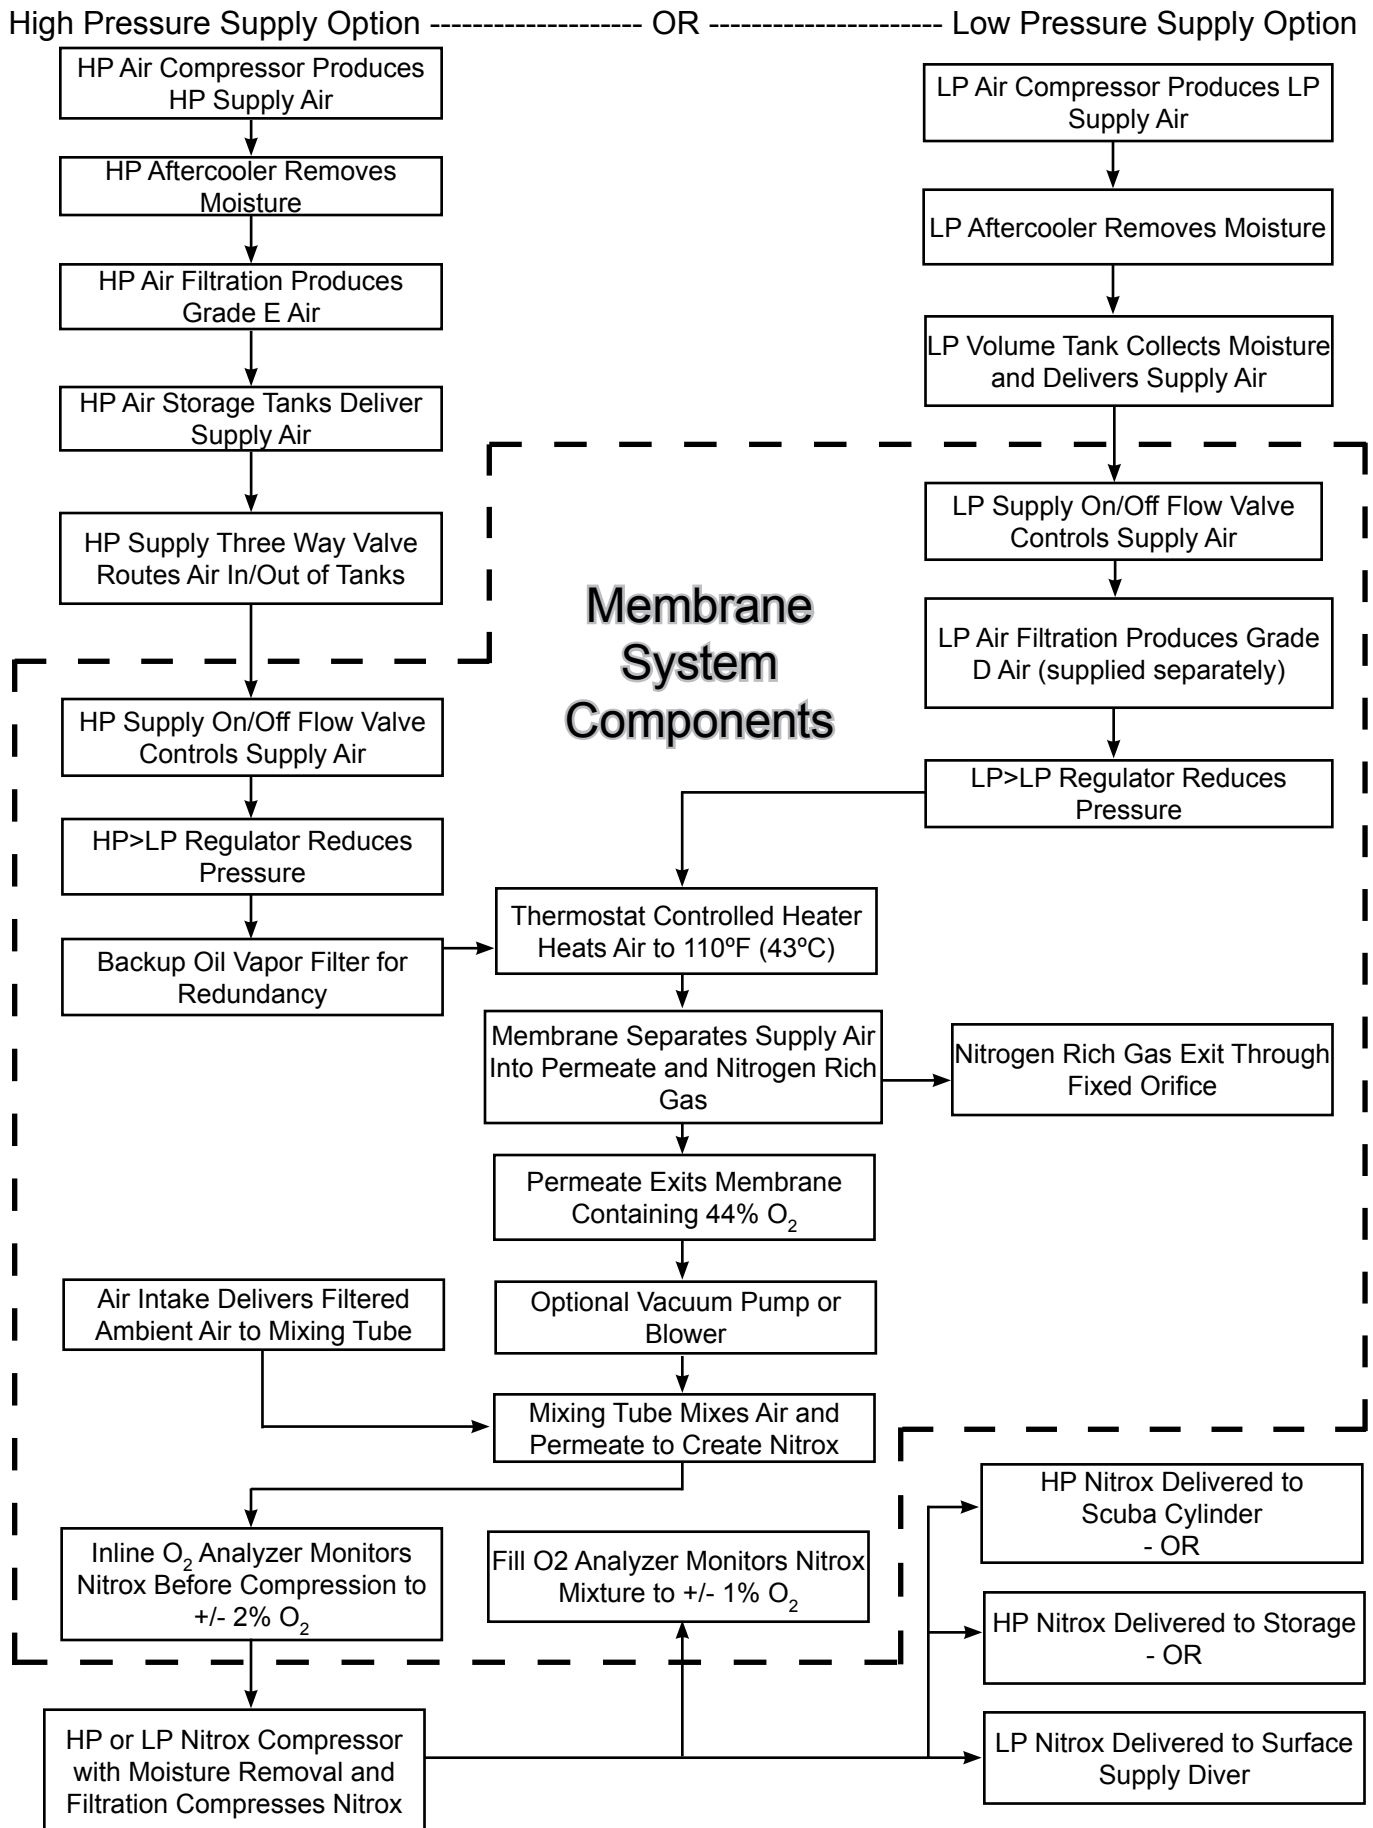 High Pressure Supply Option ------------------- OR --------------------- Low Pressure Supply Option
HP Air Compressor Produces
HP Supply Air
HP Aftercooler Removes
Moisture
HP Air Filtration Produces
Grade E Air
HP Air Storage Tanks Deliver
Supply Air
HP Supply Three Way Valve
Routes Air In/Out of Tanks
HP Supply On/Off Flow Valve
Controls Supply Air
HP>LP Regulator Reduces
Pressure
Backup Oil Vapor Filter for
Redundancy
LP Air Compressor Produces LP
Supply Air
LP Aftercooler Removes Moisture
LP Volume Tank Collects Moisture
and Delivers Supply Air
LP Supply On/Off Flow Valve
Controls Supply Air
LP Air Filtration Produces Grade
D Air (supplied separately)
LP>LP Regulator Reduces
Pressure
Membrane
System
Components
Thermostat Controlled Heater
Heats Air to 110ºF (43ºC)
Membrane Separates Supply Air
Into Permeate and Nitrogen Rich
Gas
Nitrogen Rich Gas Exit Through
Fixed Orifice
Permeate Exits Membrane
Containing 44% O₂
Optional Vacuum Pump or
Blower
Air Intake Delivers Filtered
Ambient Air to Mixing Tube
Mixing Tube Mixes Air and
Permeate to Create Nitrox
Inline O₂ Analyzer Monitors
Nitrox Before Compression to
+/- 2% O₂
Fill O2 Analyzer Monitors Nitrox
Mixture to +/- 1% O₂
HP or LP Nitrox Compressor
with Moisture Removal and
Filtration Compresses Nitrox
HP Nitrox Delivered to
Scuba Cylinder
- OR
HP Nitrox Delivered to Storage
- OR
LP Nitrox Delivered to Surface
Supply Diver